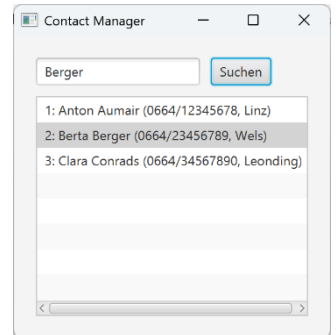 Contact Manager
Berger
Suchen
1: Anton Aumair (0664/12345678, Linz)
2: Berta Berger (0664/23456789, Wels)
3: Clara Conrads (0664/34567890, Leonding)